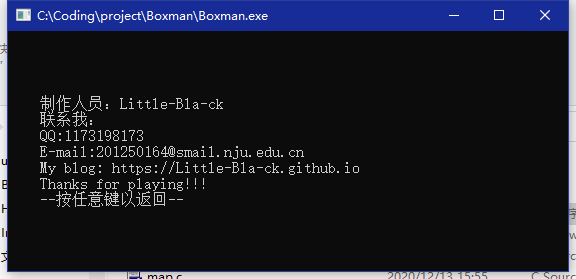 C:\Coding\project\Boxman\Boxman.exe
制作人员：Little-Bla-ck
联系我：
QQ:1173198173
E-mail:201250164@smail.nju.edu.cn
My blog: https://Little-Bla-ck.github.io
Thanks for playing!!!
--按任意键以返回--
map.c
2020/12/13 15:55
C Source